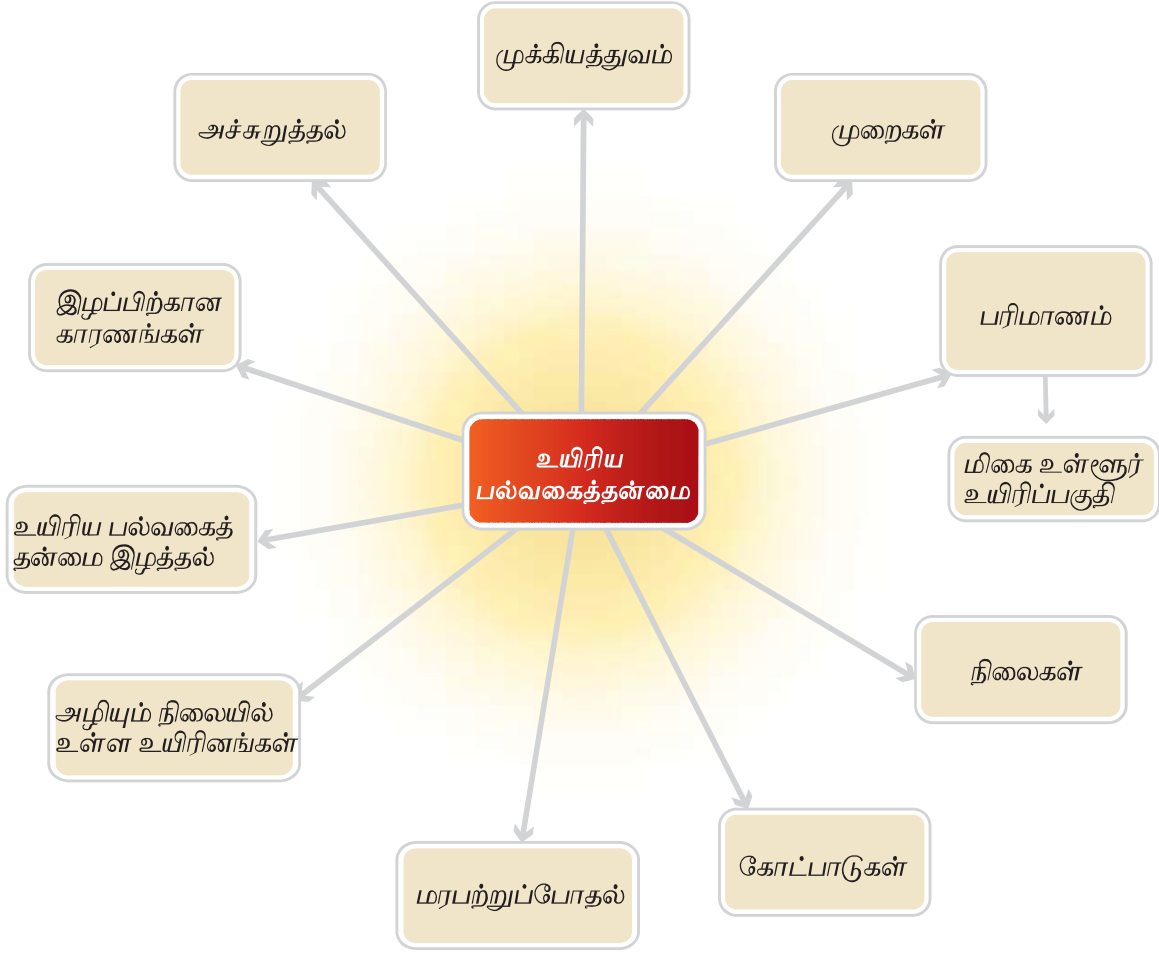 முக்கியத்துவம்
அச்சுறுத்தல்
முறைகள்
இழப்பிற்கான
காரணங்கள்
பரிமாணம்
மிகை உள்ளூர்
உயிரிப்பகுதி
உயிரிய
பல்வகைத்தன்மை
உயிரிய பல்வகைத்
தன்மை இழத்தல்
நிலைகள்
அழியும் நிலையில்
உள்ள உயிரினங்கள்
கோட்பாடுகள்
மரபற்றுப்போதல்